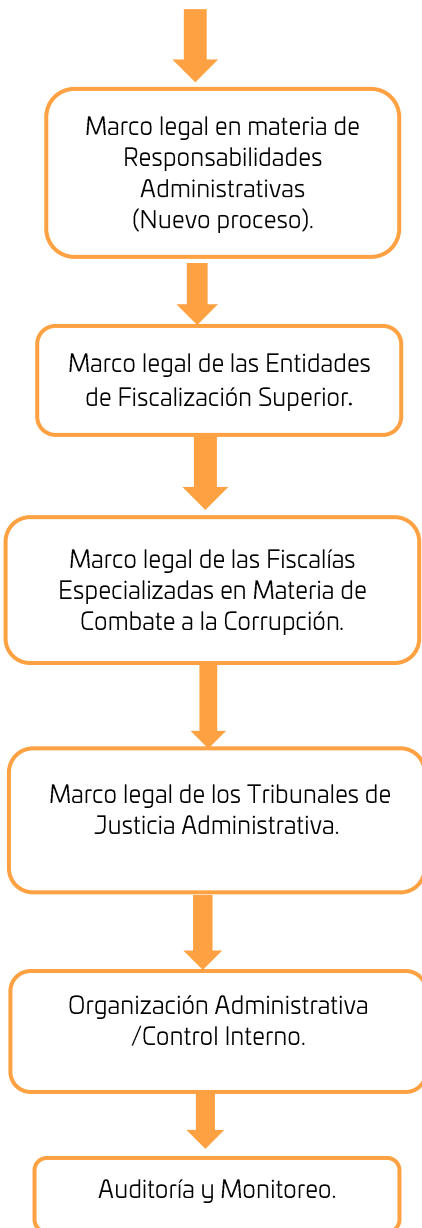 Marco legal en materia de
Responsabilidades
Administrativas
(Nuevo proceso).
Marco legal de las Entidades
de Fiscalización Superior.
Marco legal de las Fiscalías
Especializadas en Materia de
Combate a la Corrupción.
Marco legal de los Tribunales de
Justicia Administrativa.
Organización Administrativa
/Control Interno.
Auditoría y Monitoreo.